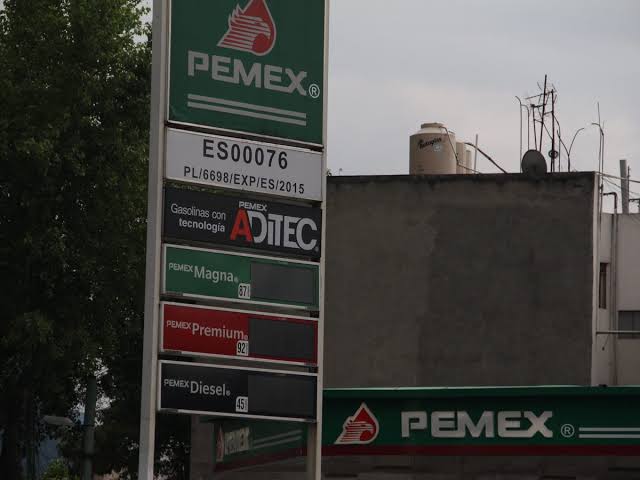 PEMEX®
ES00076
PL/6698/EXP/ES/2015
Gasolinas con
tecnología
PEMEX
ADITEC®
PEMEX Magna®
87
PEMEX Premium®
92
PEMEX Diesel®
45
PEMEX®